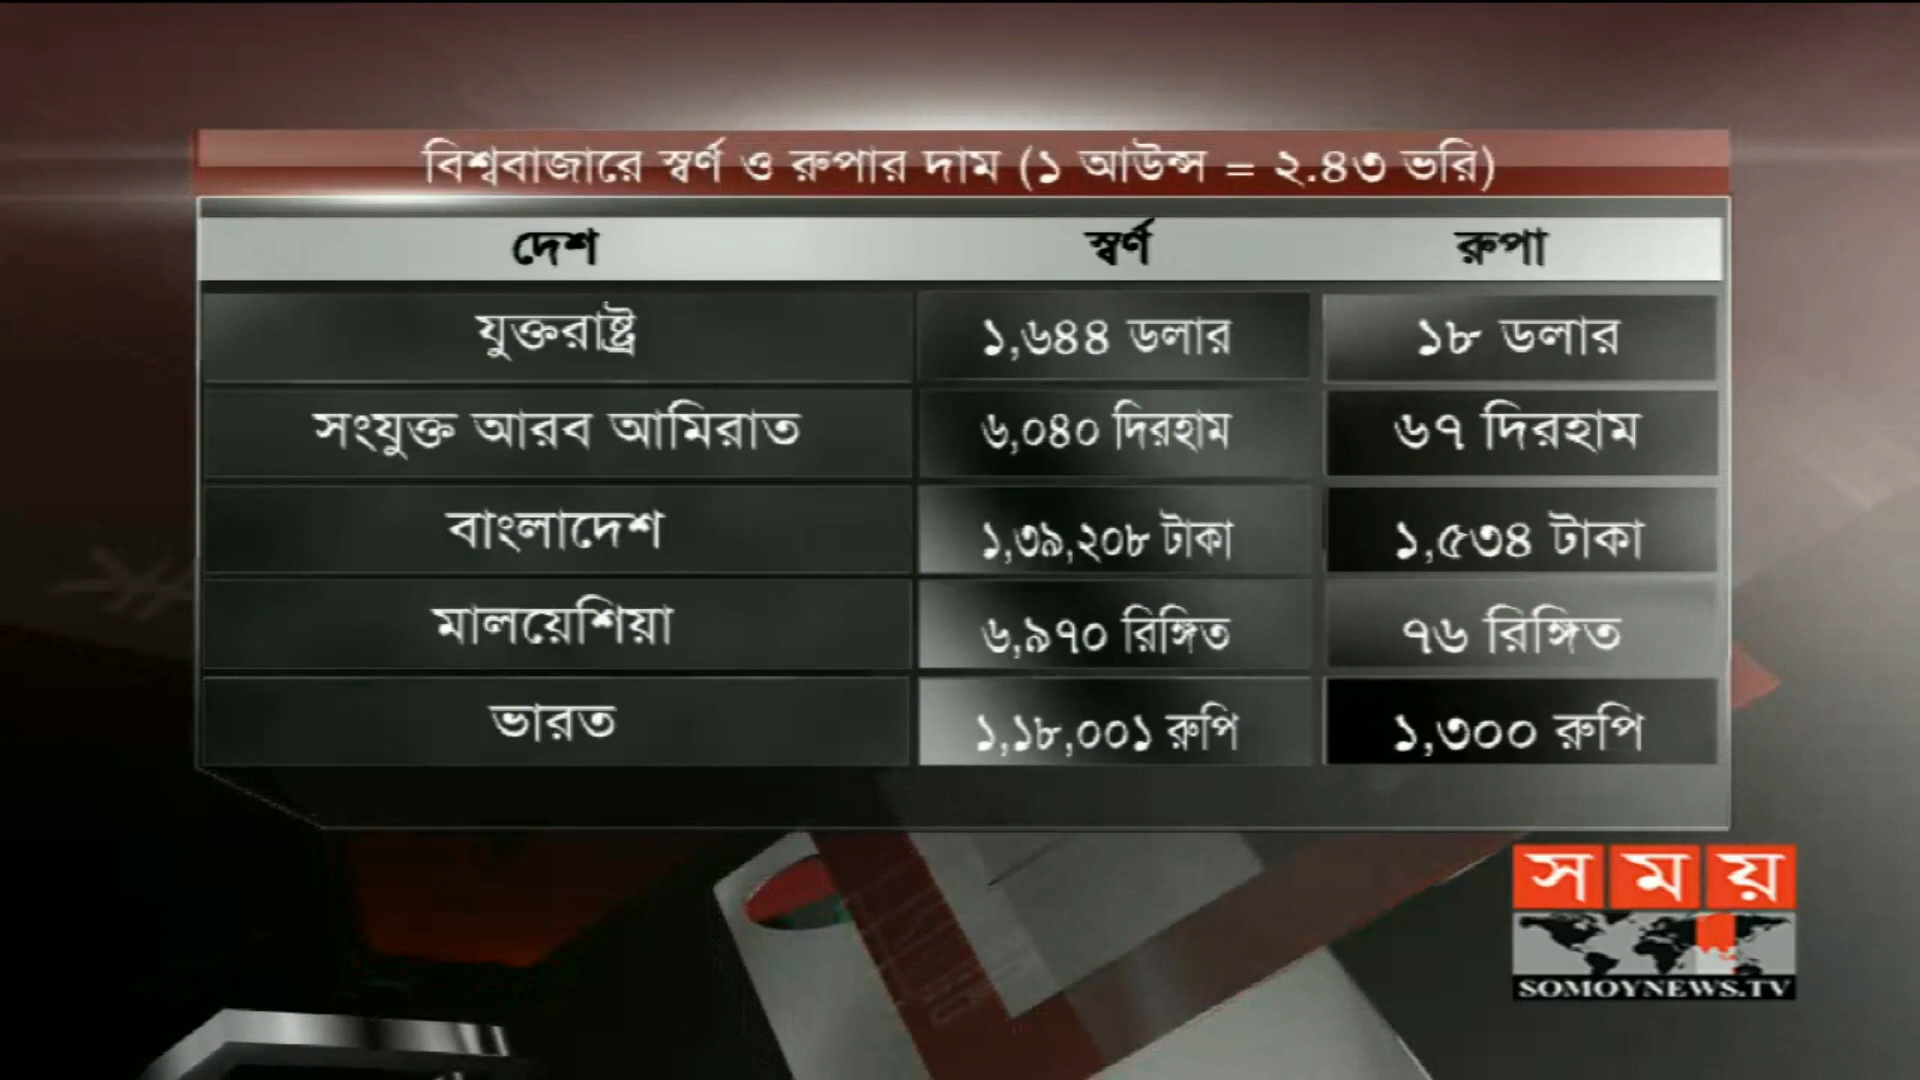 বিশ্ববাজারে স্বর্ণ ও রুপার দাম (১ আউন্স = ২.৪৩ ভরি)
দেশ স্বর্ণ রুপা
যুক্তরাষ্ট্র ১,৬৪৪ ডলার ১৮ ডলার
সংযুক্ত আরব আমিরাত ৬,০৪০ দিরহাম ৬৭ দিরহাম
বাংলাদেশ ১,৩৯,২০৮ টাকা ১,৫৩৪ টাকা
মালয়েশিয়া ৬,৯৭০ রিঙ্গিত ৭৬ রিঙ্গিত
ভারত ১,১৮,০০১ রুপি ১,৩০০ রুপি
সময়
SOMOYNEWS.TV